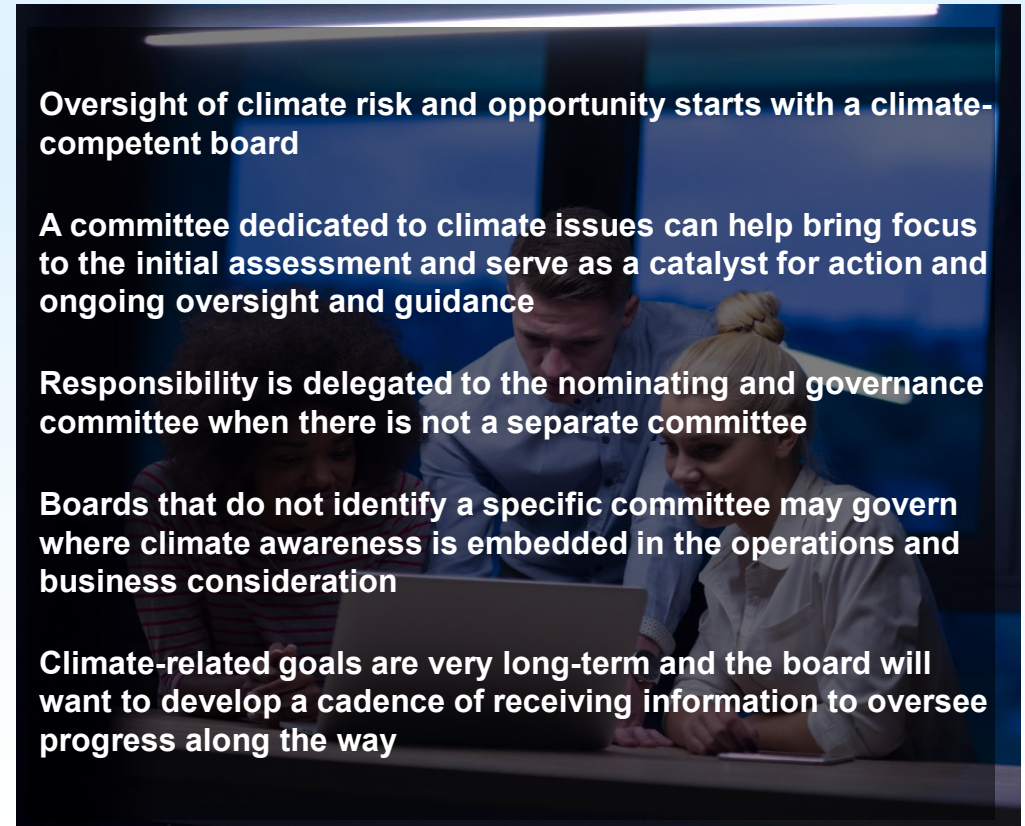 Oversight of climate risk and opportunity starts with a climate-
competent board
A committee dedicated to climate issues can help bring focus
to the initial assessment and serve as a catalyst for action and
ongoing oversight and guidance
Responsibility is delegated to the nominating and governance
committee when there is not a separate committee
Boards that do not identify a specific committee may govern
where climate awareness is embedded in the operations and
business consideration
Climate-related goals are very long-term and the board will
want to develop a cadence of receiving information to oversee
progress along the way